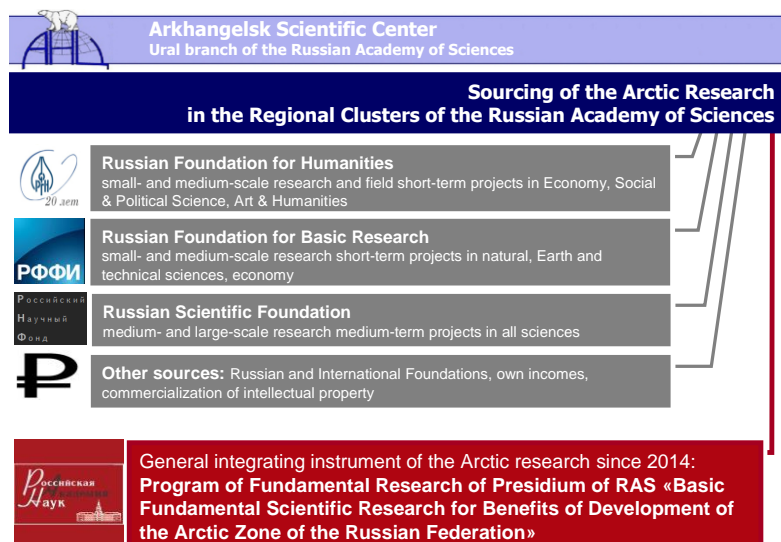 АНЦ
Arkhangelsk Scientific Center
Ural branch of the Russian Academy of Sciences
Sourcing of the Arctic Research
in the Regional Clusters of the Russian Academy of Sciences
РГНФ
20 лет
Russian Foundation for Humanities
small- and medium-scale research and field short-term projects in Economy, Social
& Political Science, Art & Humanities
РФФИ
Russian Foundation for Basic Research
small- and medium-scale research short-term projects in natural, Earth and
technical sciences, economy
Российский
Научный
Фонд
Russian Scientific Foundation
medium- and large-scale research medium-term projects in all sciences
₽
Other sources: Russian and International Foundations, own incomes,
commercialization of intellectual property
Российская
Академия
Наук
General integrating instrument of the Arctic research since 2014:
Program of Fundamental Research of Presidium of RAS «Basic
Fundamental Scientific Research for Benefits of Development of
the Arctic Zone of the Russian Federation»